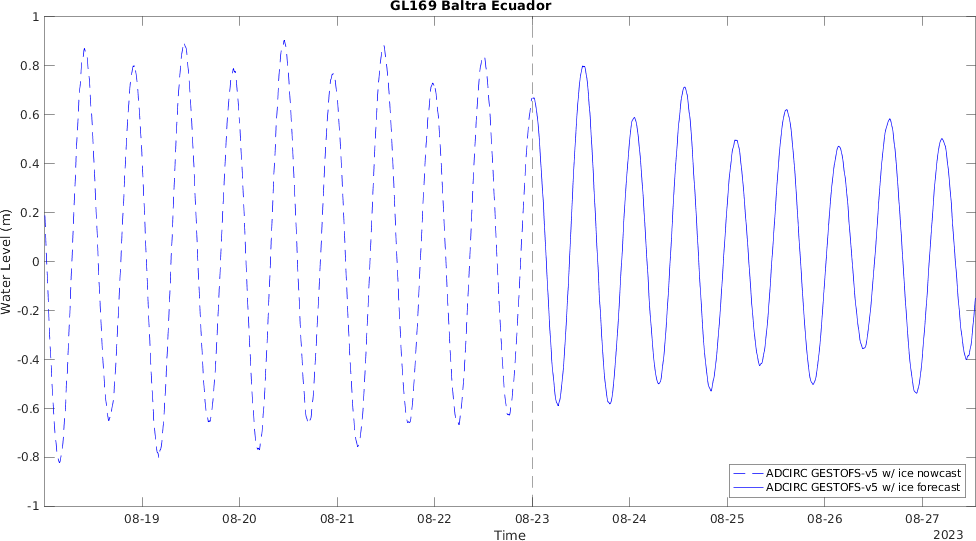 GL169 Baltra Ecuador
Water Level (m)
1
0.8
0.6
0.4
0.2
0
-0.2
-0.4
-0.6
-0.8
-1
ADCIRC GESTOFS-v5 w/ ice nowcast
ADCIRC GESTOFS-v5 w/ ice forecast
08-19 08-20 08-21 08-22 08-23 08-24 08-25 08-26 08-27
Time
2023